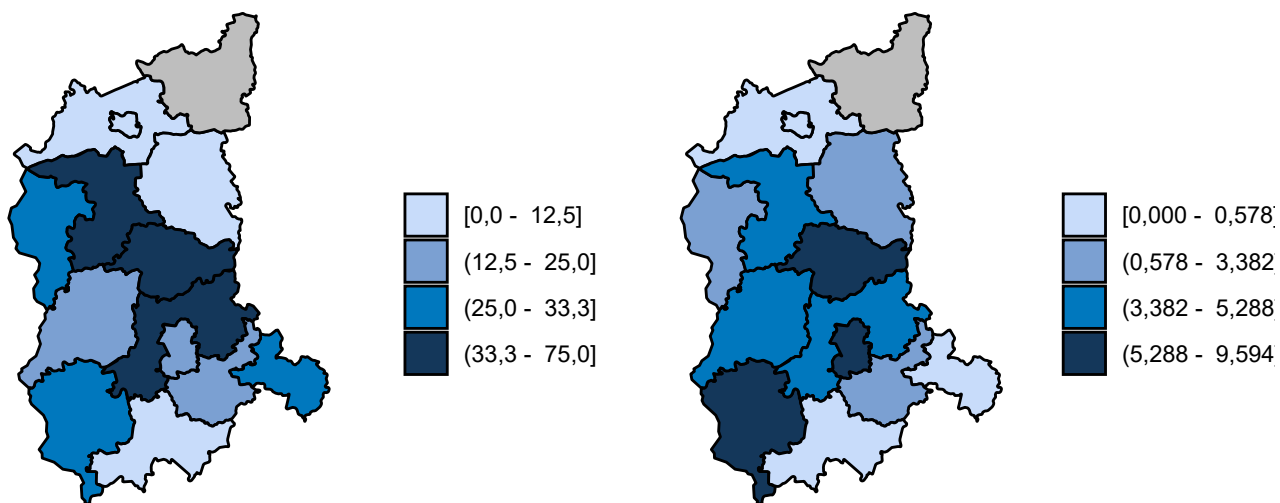 [0,0 - 12,5]
(12,5 - 25,0]
(25,0 - 33,3]
(33,3 - 75,0]
[0,000 - 0,578]
(0,578 - 3,382]
(3,382 - 5,288]
(5,288 - 9,594]